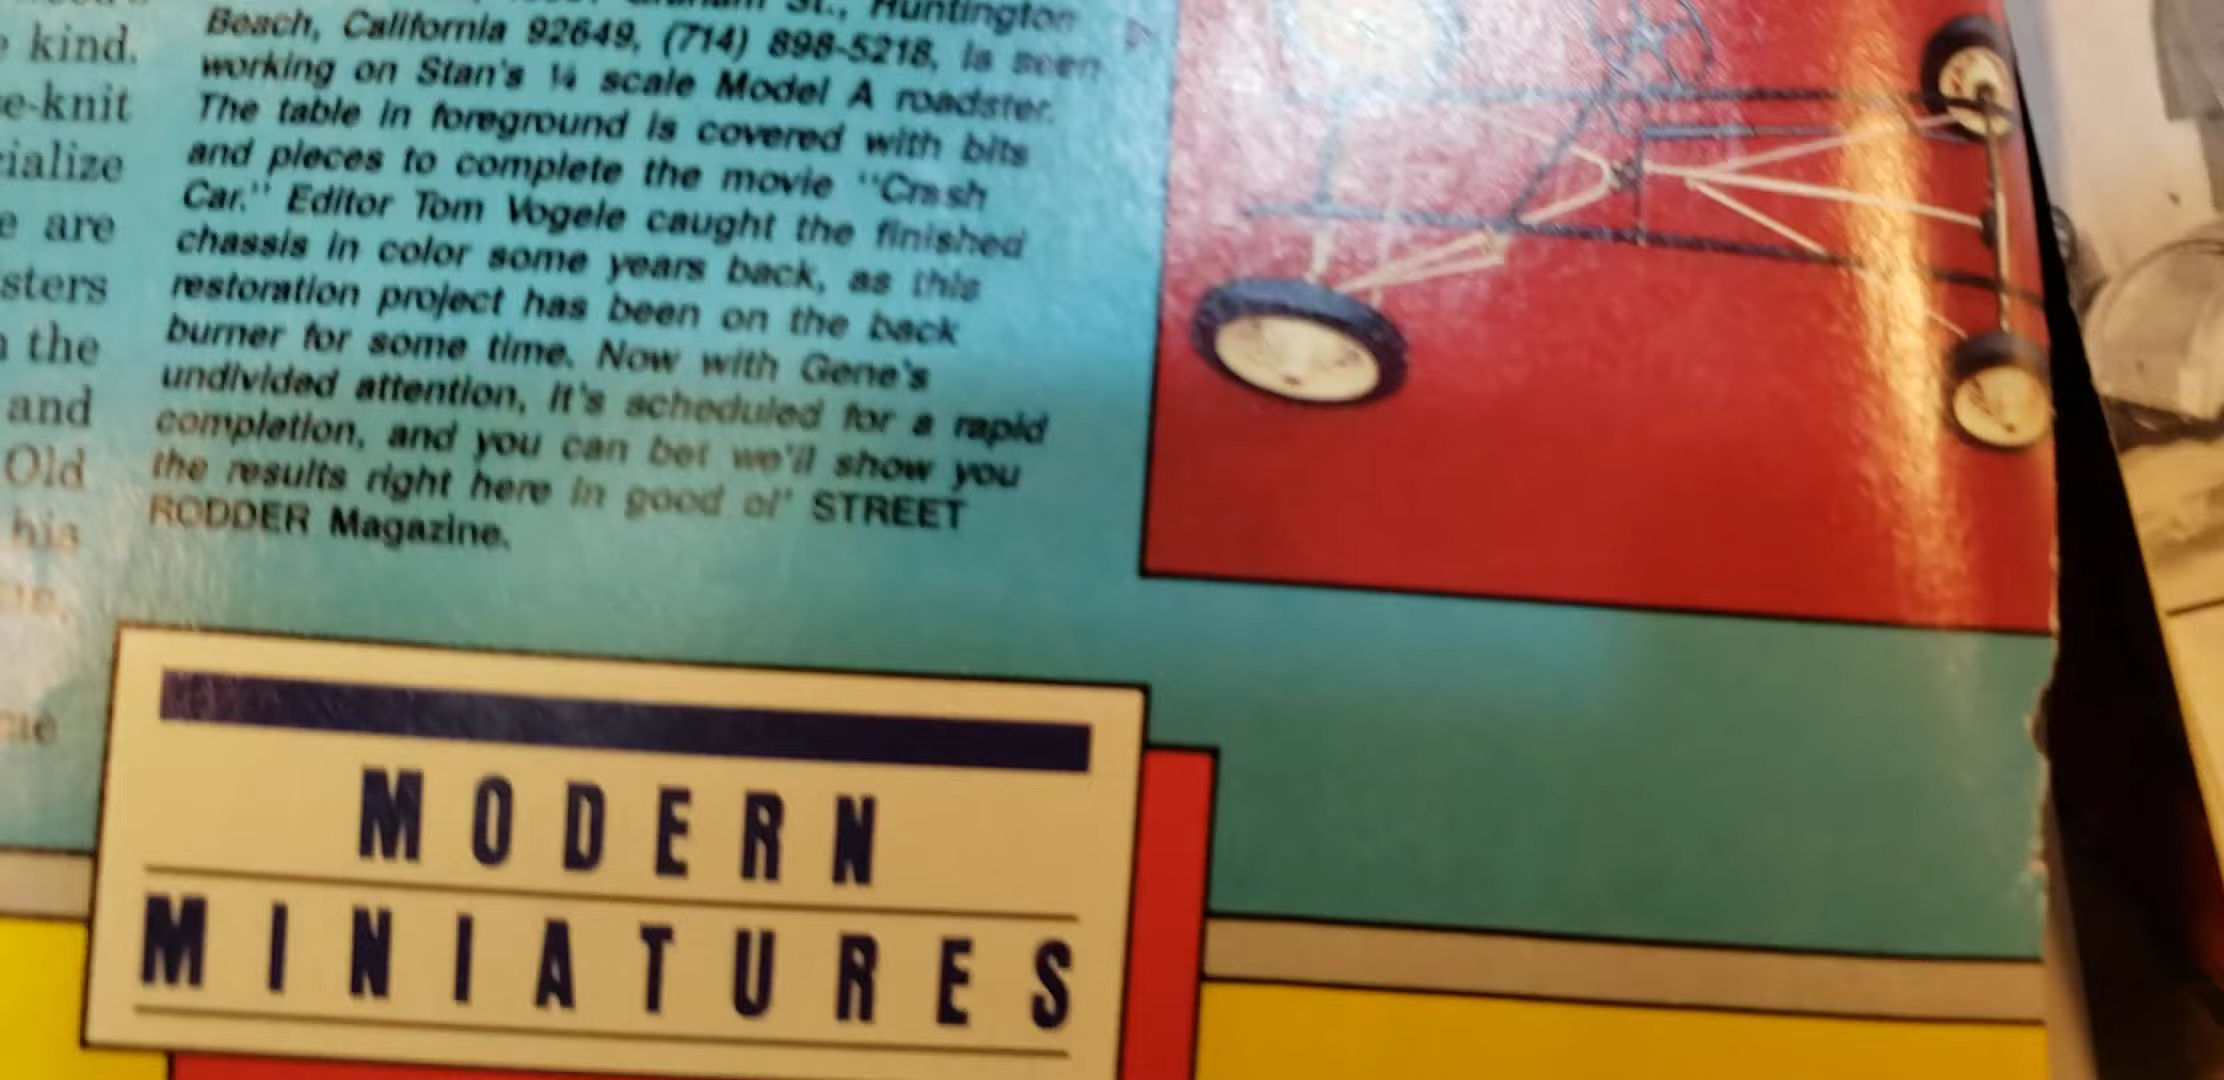 kind.
e-knit
ialize
e are
sters
the
and
Old
his
Graham St., Huntington
Beach, California 92649, (714) 898-5218, is seen
working on Stan's ¼ scale Model A roadster.
The table in foreground is covered with bits
and pieces to complete the movie "Crash
Car." Editor Tom Vogele caught the finished
chassis in color some years back, as this
restoration project has been on the back
burner for some time. Now with Gene's
undivided attention, it's scheduled for a rapid
completion, and you can bet we'll show you
the results right here in good ol' STREET
RODDER Magazine.
MODERN
MINIATURES